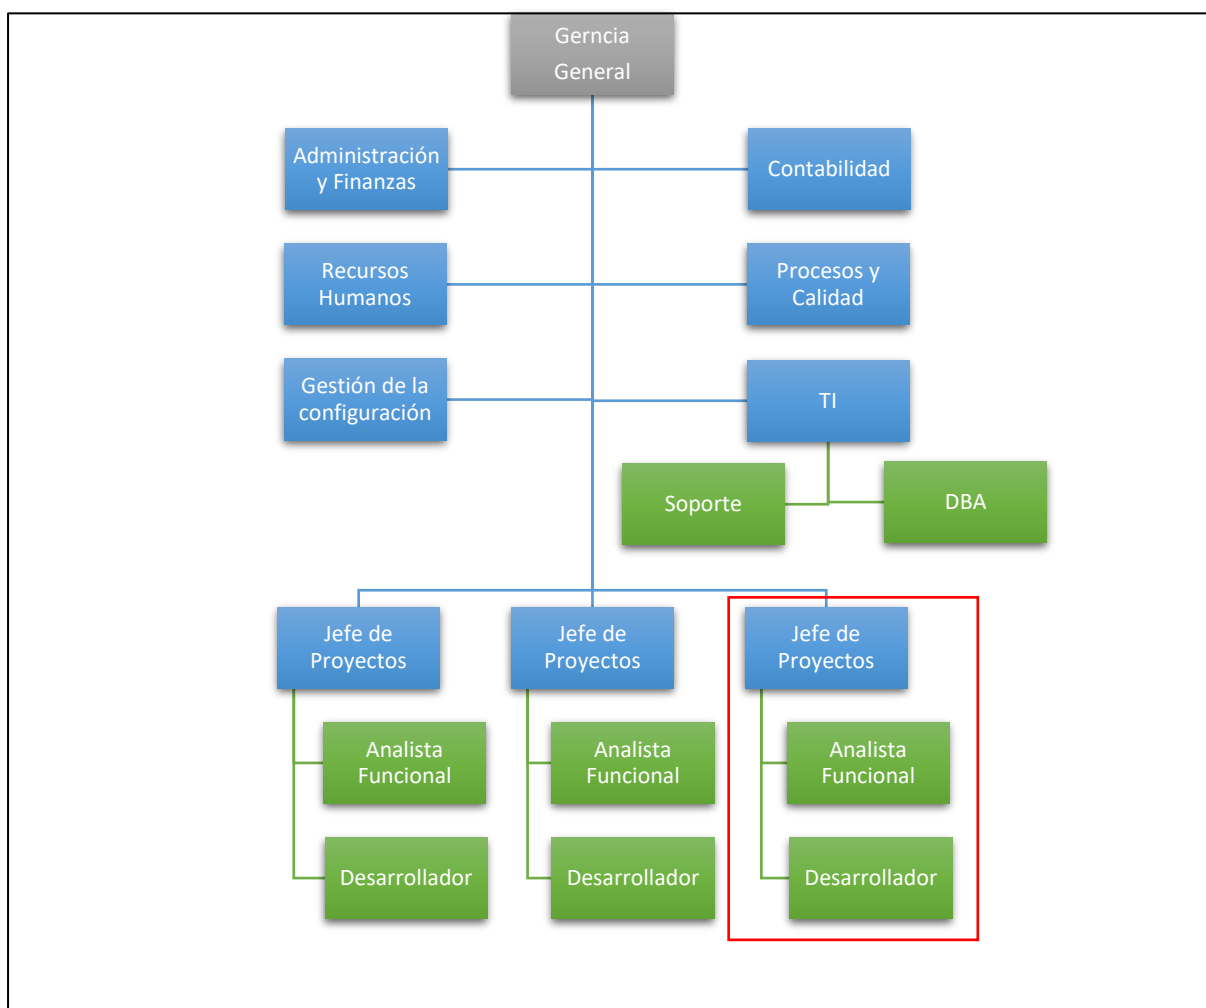 Gerncia
General
Administración
y Finanzas
Contabilidad
Recursos
Humanos
Procesos y
Calidad
Gestión de la
configuración
TI
Soporte
DBA
Jefe de
Proyectos
Jefe de
Proyectos
Jefe de
Proyectos
Analista
Funcional
Analista
Funcional
Analista
Funcional
Desarrollador
Desarrollador
Desarrollador